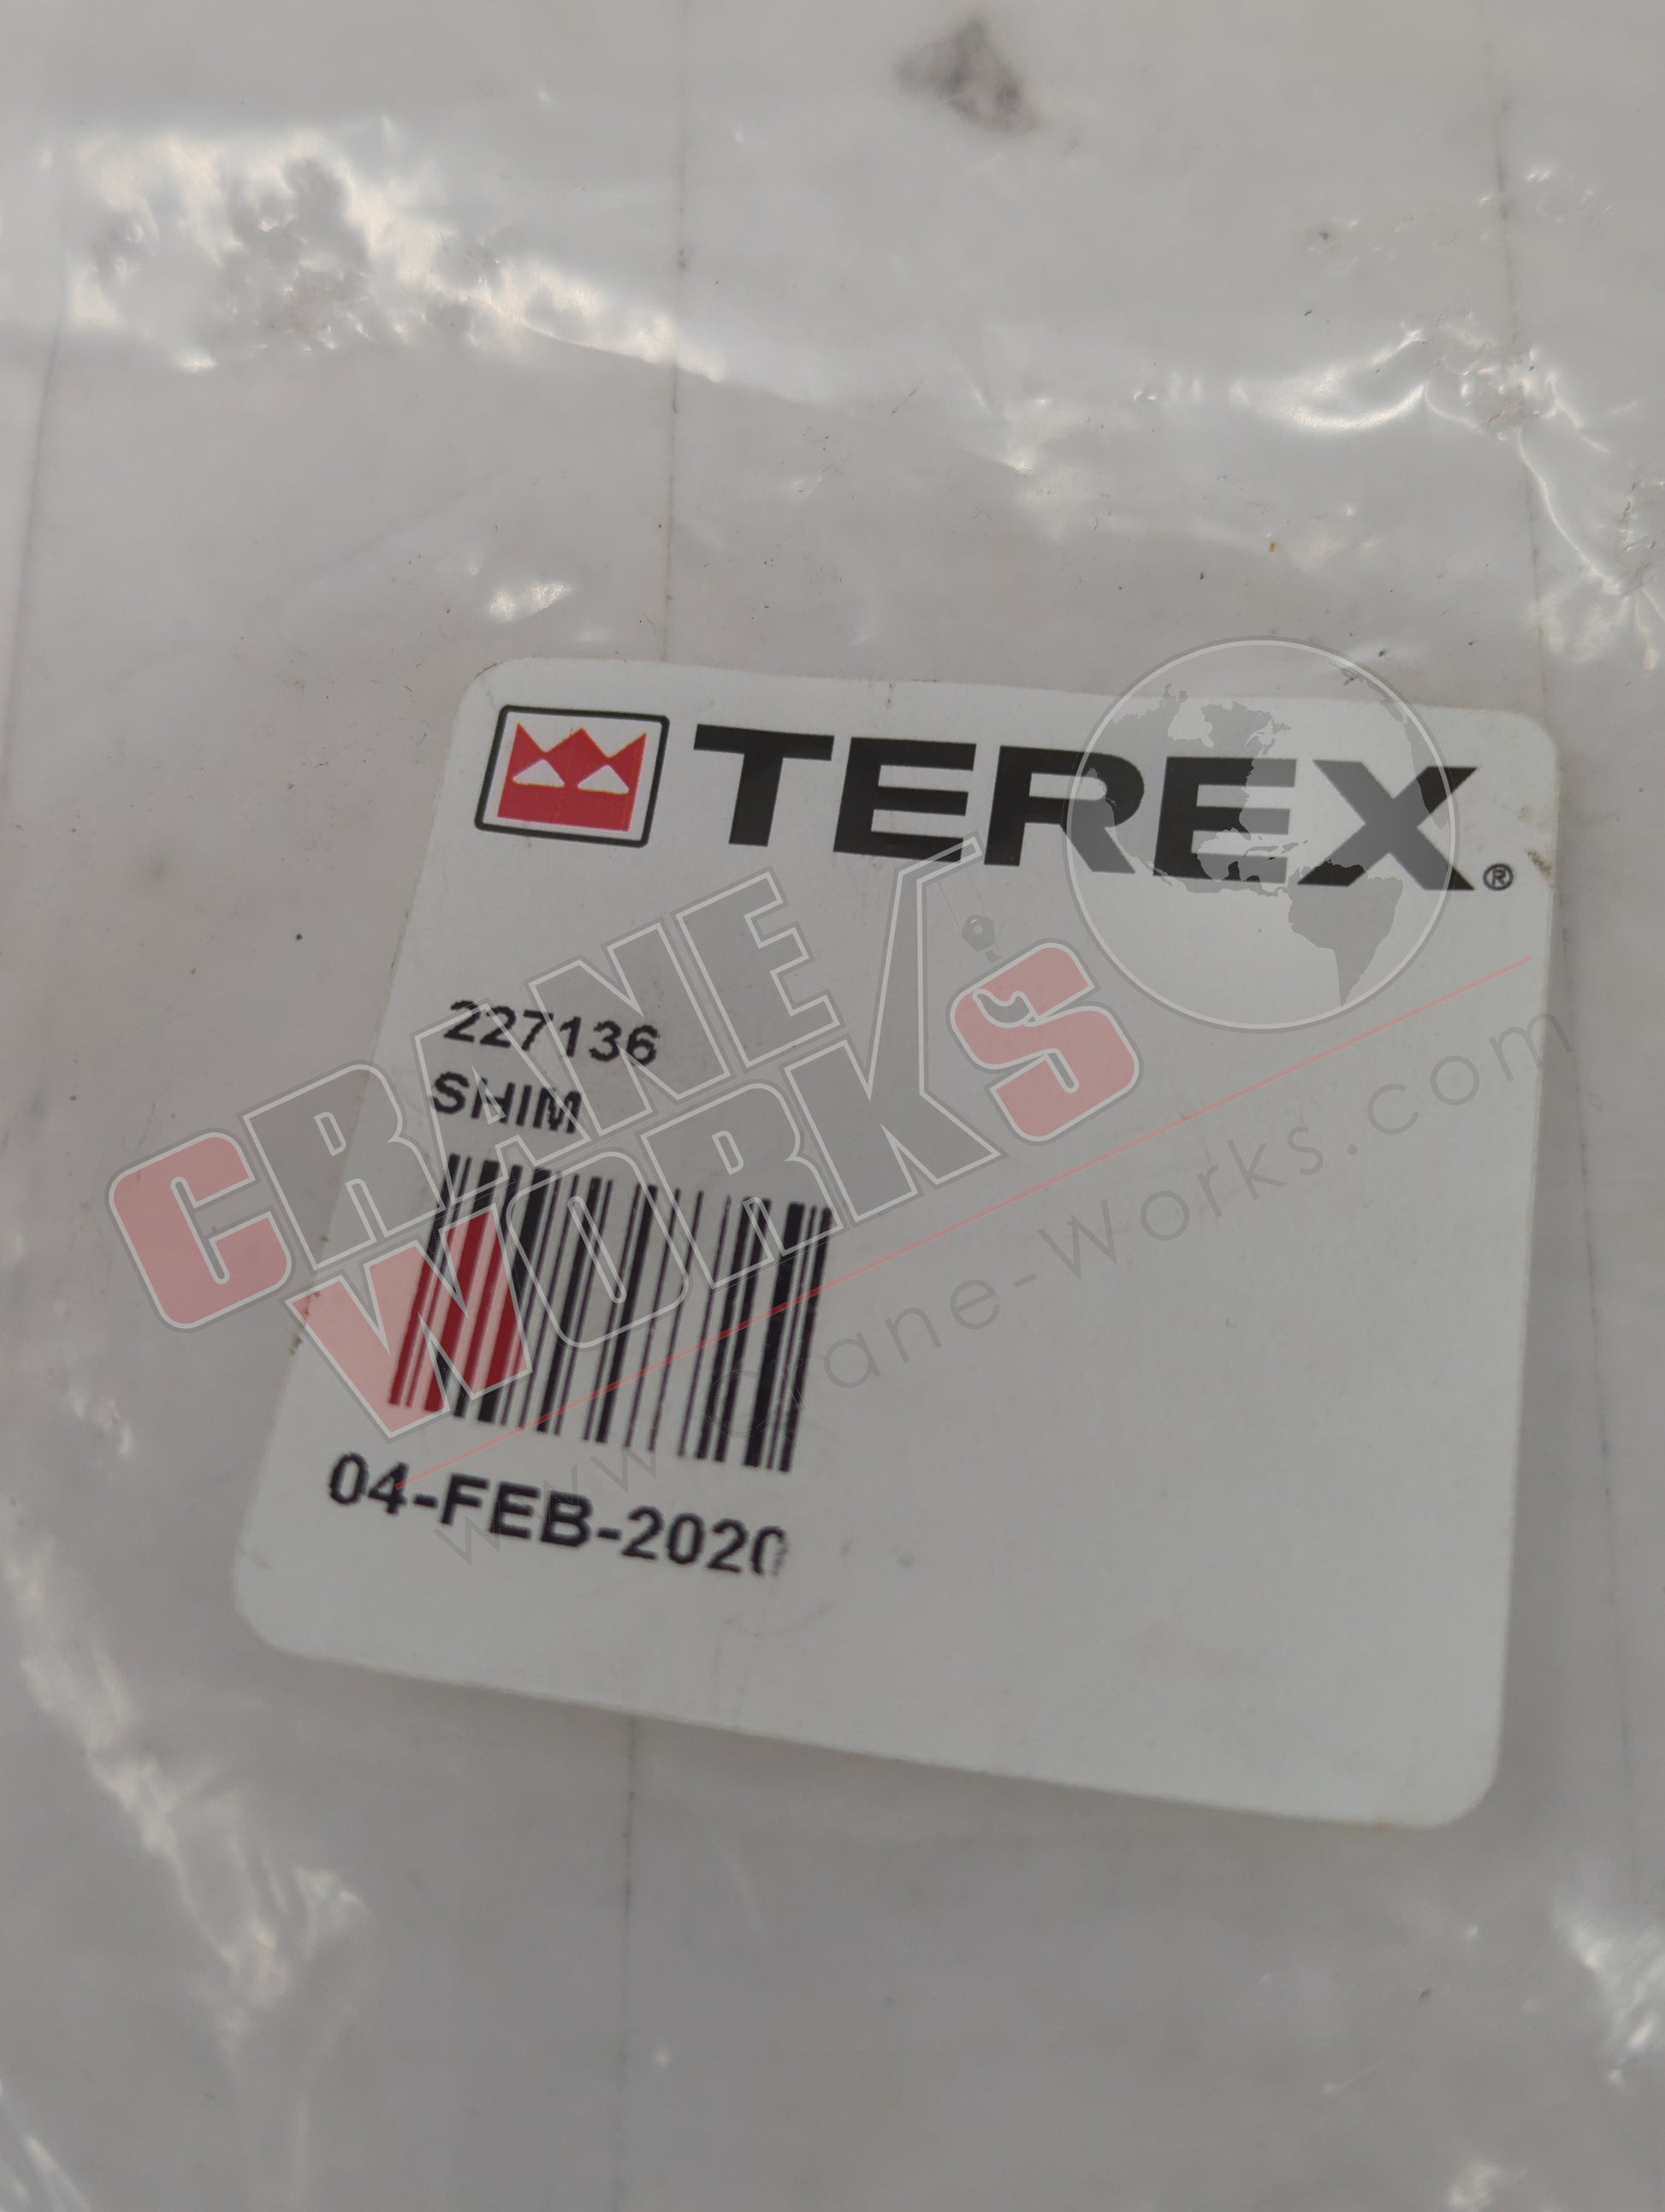 TEREX®
227136
SHIM
04-FEB-2020
CRANE
WORKS
www.crane-works.com